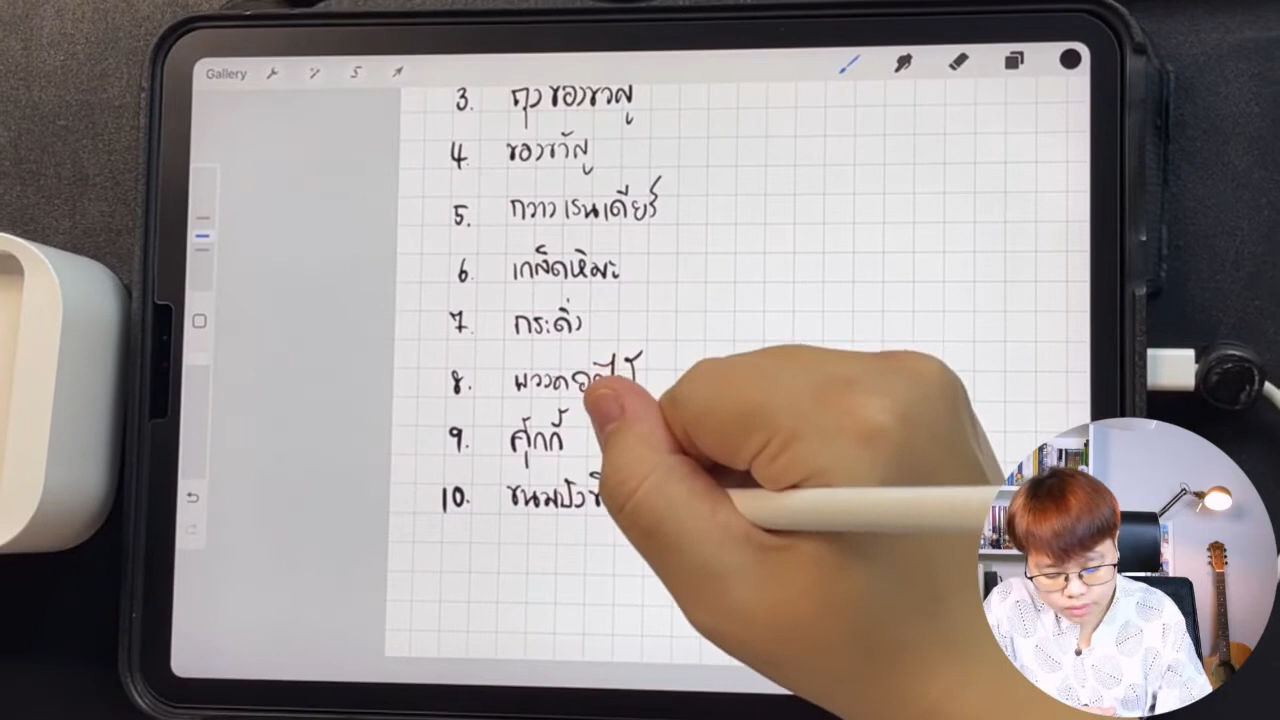 Gallery
3. ถุงของขวัญ
4. ของขวัญ
5. กวางเรนเดียร์
6. เกล็ดหิมะ
7. กระดิ่ง
8.
9. คุ้กกี้
10. ขนมปังขิ